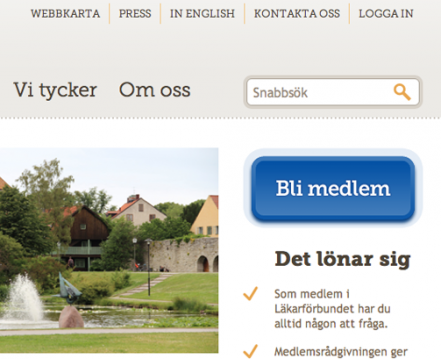 WEBBKARTA PRESS IN ENGLISH KONTAKTA OSS LOGGA IN
Vi tycker Om oss Snabbsök
Bli medlem
Det lönar sig
Som medlem i
Läkarförbundet har du
alltid någon att fråga.
Medlemsrådgivningen ger